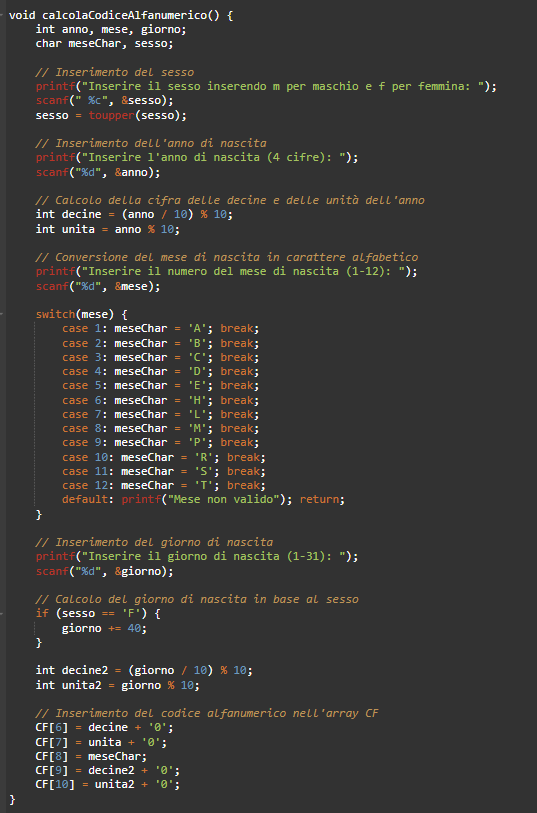 void calcolaCodiceAlfanumerico() {
    int anno, mese, giorno;
    char meseChar, sesso;

    // Inserimento del sesso
    printf("Inserire il sesso inserendo m per maschio e f per femmina: ");
    scanf(" %c", &sesso);
    sesso = toupper(sesso);

    // Inserimento dell'anno di nascita
    printf("Inserire l'anno di nascita (4 cifre): ");
    scanf("%d", &anno);

    // Calcolo della cifra delle decine e delle unità dell'anno
    int decine = (anno / 10) % 10;
    int unita = anno % 10;

    // Conversione del mese di nascita in carattere alfabetico
    printf("Inserire il numero del mese di nascita (1-12): ");
    scanf("%d", &mese);

    switch(mese) {
        case 1: meseChar = 'A'; break;
        case 2: meseChar = 'B'; break;
        case 3: meseChar = 'C'; break;
        case 4: meseChar = 'D'; break;
        case 5: meseChar = 'E'; break;
        case 6: meseChar = 'H'; break;
        case 7: meseChar = 'L'; break;
        case 8: meseChar = 'M'; break;
        case 9: meseChar = 'P'; break;
        case 10: meseChar = 'R'; break;
        case 11: meseChar = 'S'; break;
        case 12: meseChar = 'T'; break;
        default: printf("Mese non valido"); return;
    }

    // Inserimento del giorno di nascita
    printf("Inserire il giorno di nascita (1-31): ");
    scanf("%d", &giorno);

    // Calcolo del giorno di nascita in base al sesso
    if (sesso == 'F') {
        giorno += 40;
    }

    int decine2 = (giorno / 10) % 10;
    int unita2 = giorno % 10;

    // Inserimento del codice alfanumerico nell'array CF
    CF[6] = decine + '0';
    CF[7] = unita + '0';
    CF[8] = meseChar;
    CF[9] = decine2 + '0';
    CF[10] = unita2 + '0';
}